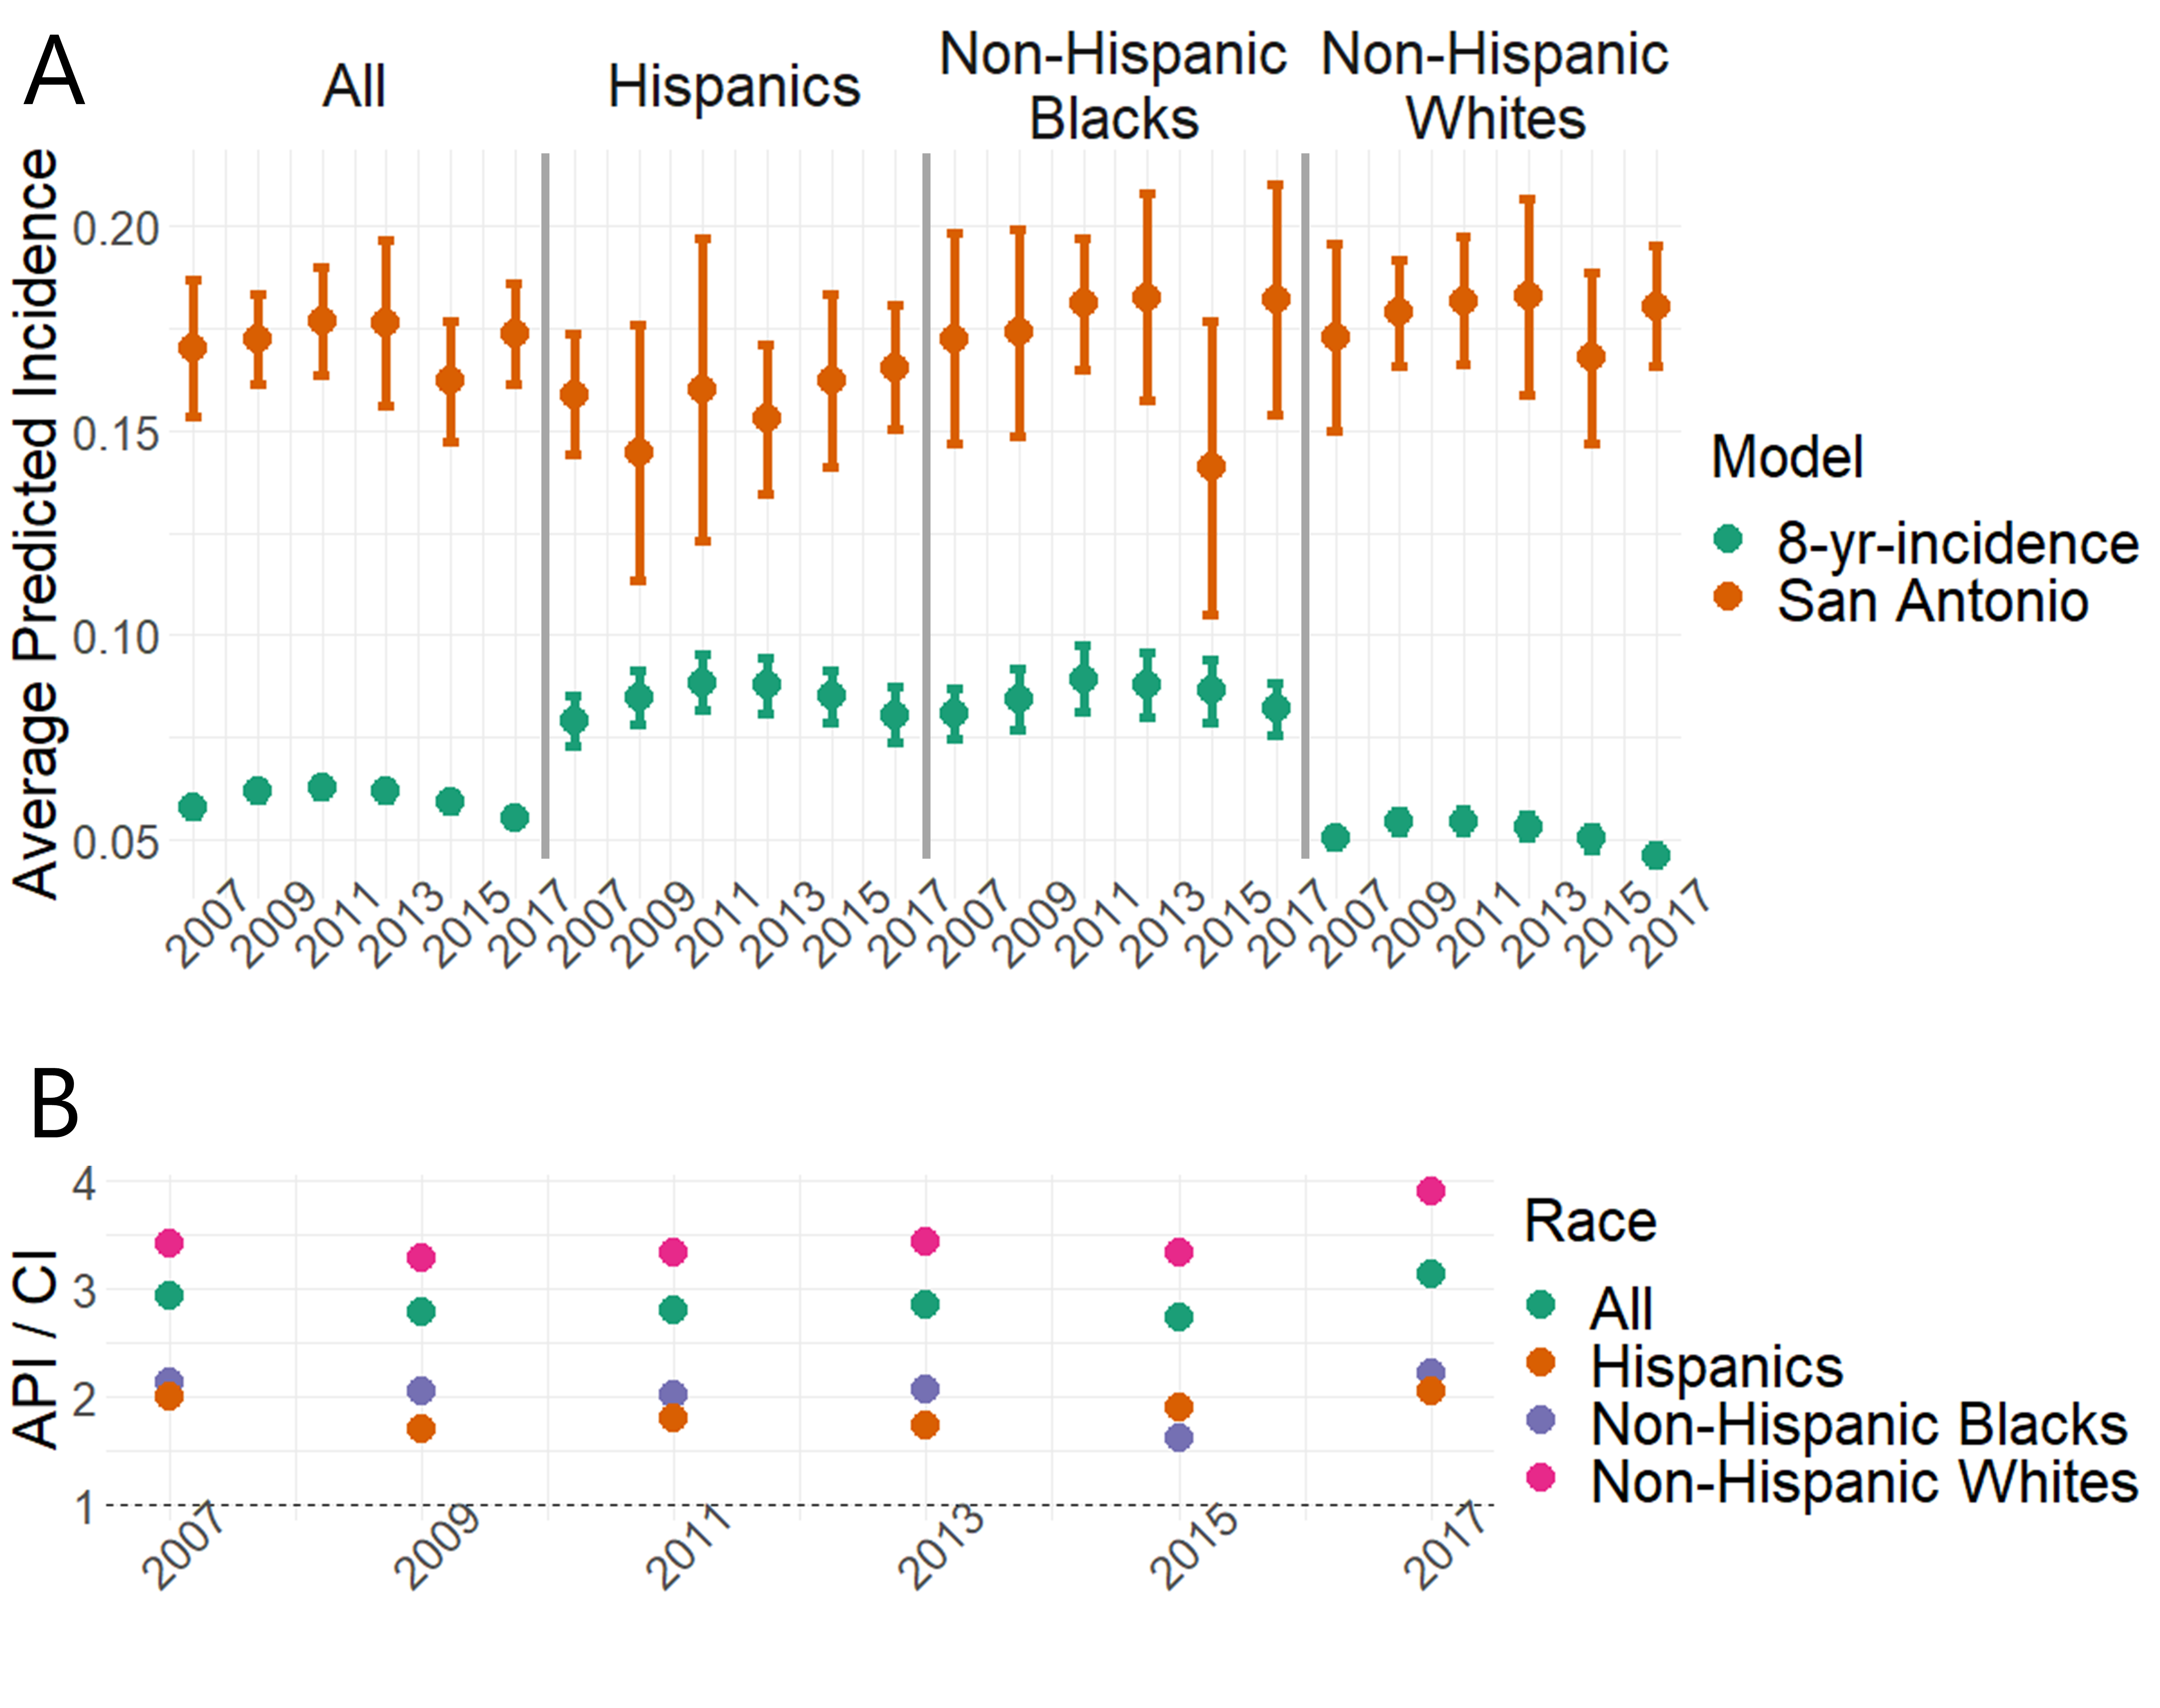 A
All
Hispanics
Non-Hispanic
Blacks
Non-Hispanic
Whites
Average Predicted Incidence
0.20
0.15
0.10
0.05
2007 2009 2011 2013 2015 2017 2007 2009 2011 2013 2015 2017 2007 2009 2011 2013 2015 2017 2007 2009 2011 2013 2015 2017
Model
8-yr-incidence
San Antonio
B
API / CI
4
3
2
1
2007 2009 2011 2013 2015 2017
Race
All
Hispanics
Non-Hispanic Blacks
Non-Hispanic Whites